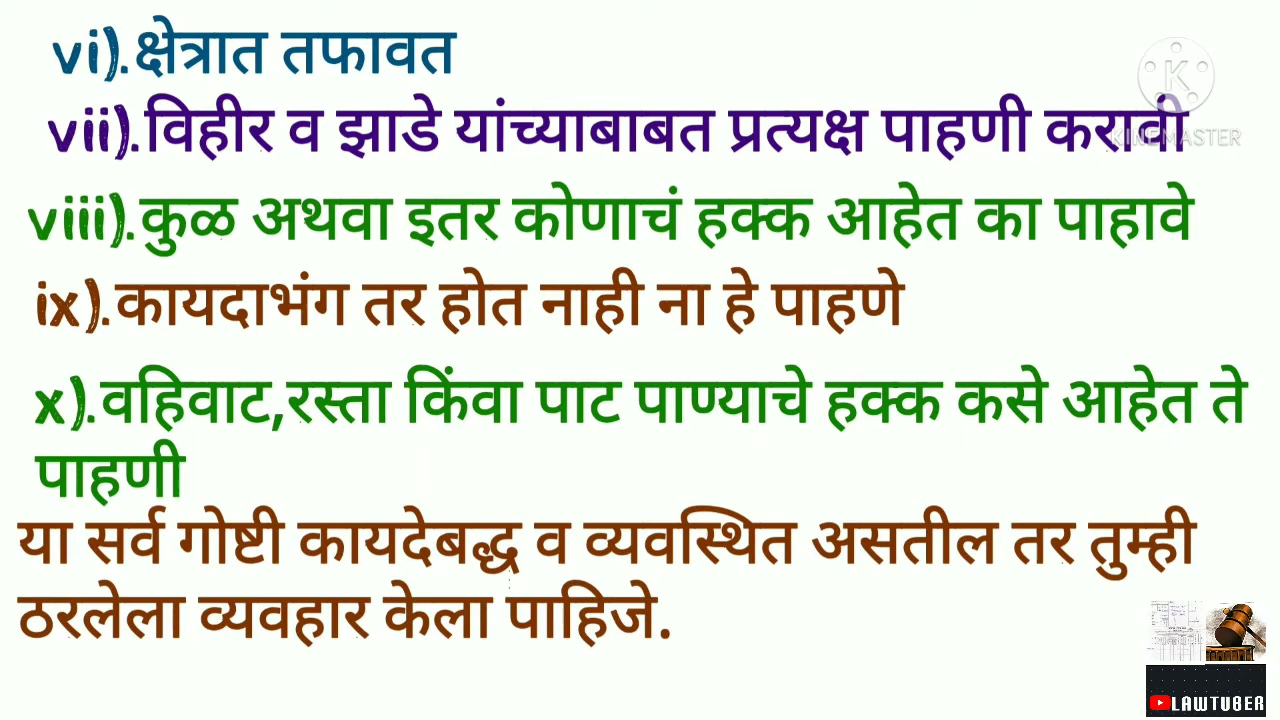 vi).क्षेत्रात तफावत
vii).विहीर व झाडे यांच्याबाबत प्रत्यक्ष पाहणी करावी
KINEMASTER
viii).कुळ अथवा इतर कोणाचं हक्क आहेत का पाहावे
ix).कायदाभंग तर होत नाही ना हे पाहणे
x).वहिवाट,रस्ता किंवा पाट पाण्याचे हक्क कसे आहेत ते
पाहणी
या सर्व गोष्टी कायदेबद्ध व व्यवस्थित असतील तर तुम्ही
ठरलेला व्यवहार केला पाहिजे.
LAWTUBER